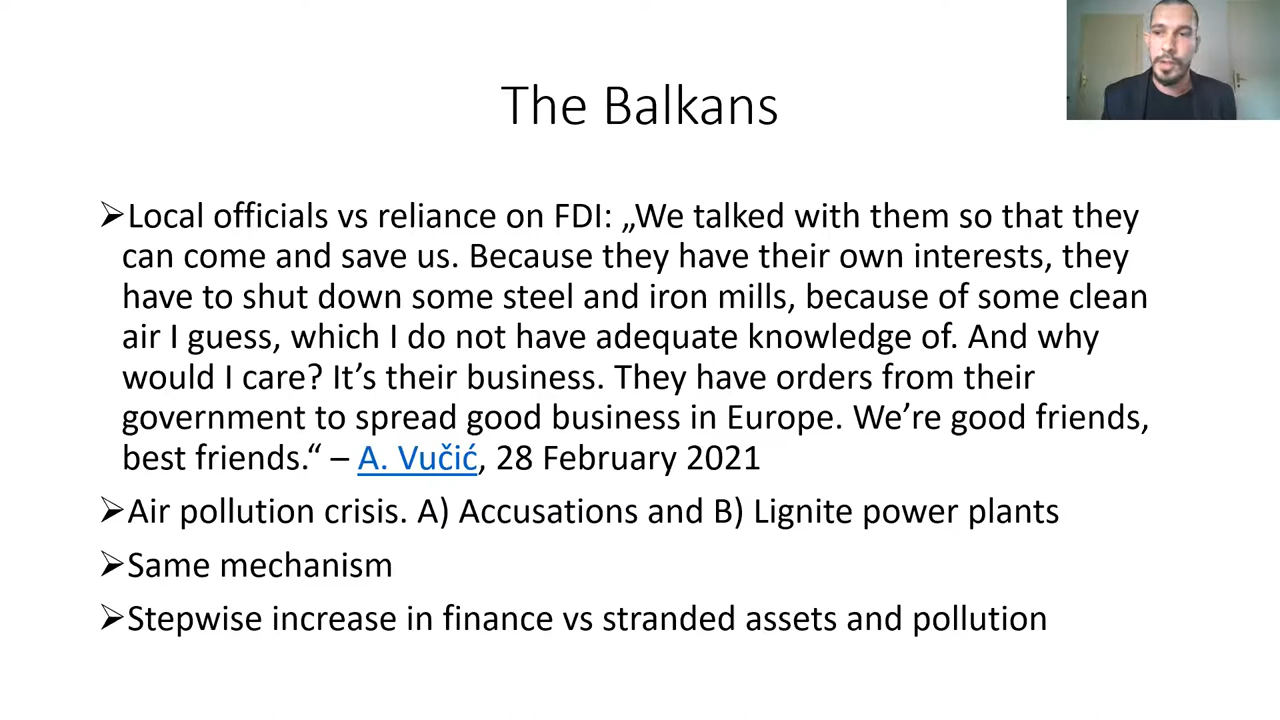 The Balkans
➢Local officials vs reliance on FDI: „We talked with them so that they
can come and save us. Because they have their own interests, they
have to shut down some steel and iron mills, because of some clean
air I guess, which I do not have adequate knowledge of. And why
would I care? It’s their business. They have orders from their
government to spread good business in Europe. We’re good friends,
best friends.“ – A. Vučić, 28 February 2021
➢Air pollution crisis. A) Accusations and B) Lignite power plants
➢Same mechanism
➢Stepwise increase in finance vs stranded assets and pollution